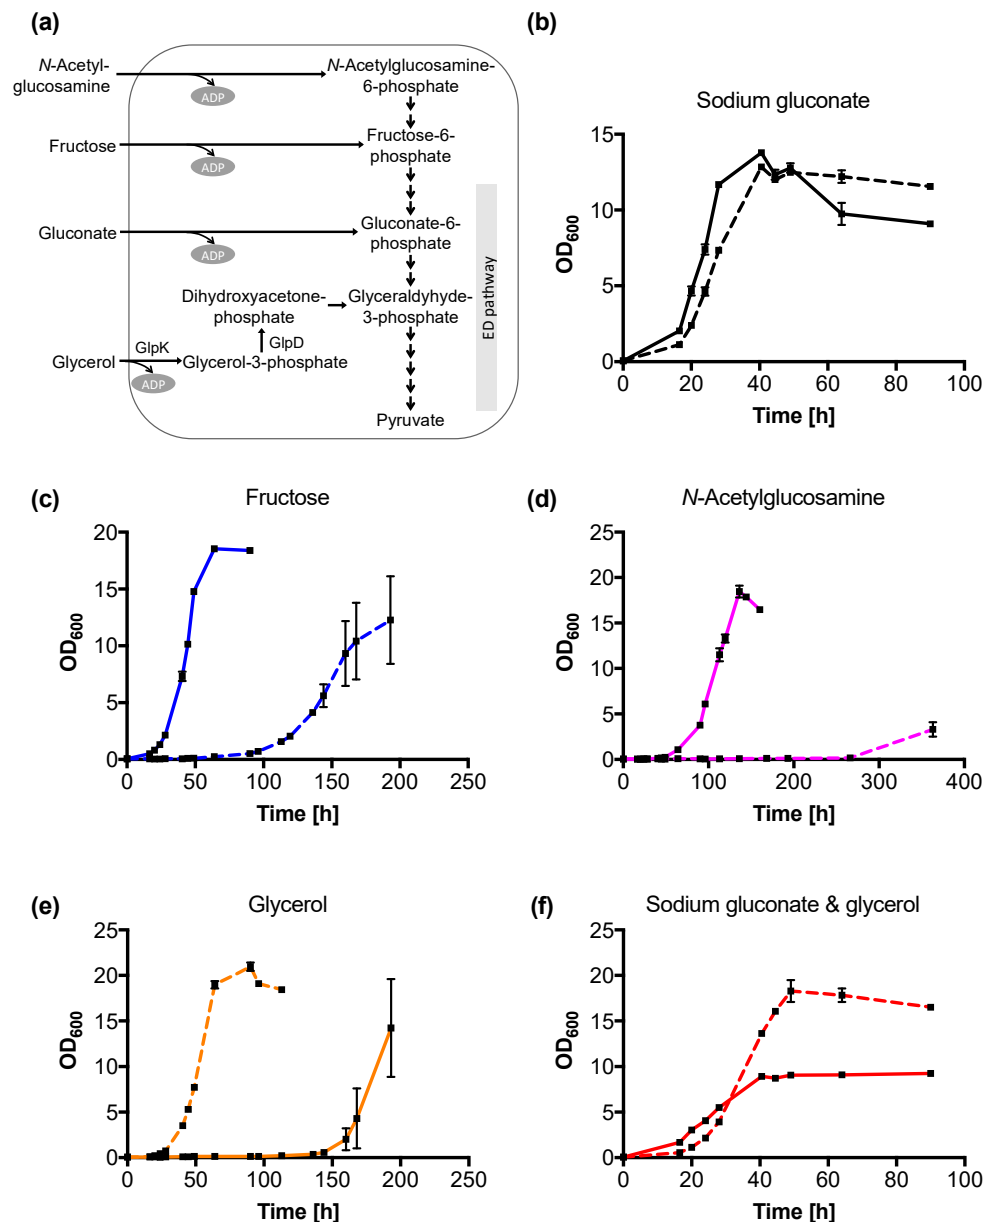 (a)
N-Acetyl-
glucosamine
ADP
N-Acetylglucosamine-
6-phosphate
Fructose
ADP
Fructose-6-
phosphate
Gluconate
ADP
Gluconate-6-
phosphate
Dihydroxyacetone-
phosphate
Glyceraldyhyde-
3-phosphate
GlpK
GlpD
Glycerol
Glycerol-3-phosphate
ADP
Pyruvate
ED pathway
(b)
Sodium gluconate
OD600
15
10
5
0
0 20 40 60 80 100
Time [h]
(c)
Fructose
OD600
20
15
10
5
0
0 50 100 150 200 250
Time [h]
(d)
N-Acetylglucosamine
OD600
25
20
15
10
5
0
0 100 200 300 400
Time [h]
(e)
Glycerol
OD600
25
20
15
10
5
0
0 50 100 150 200 250
Time [h]
(f)
Sodium gluconate & glycerol
OD600
25
20
15
10
5
0
0 20 40 60 80 100
Time [h]